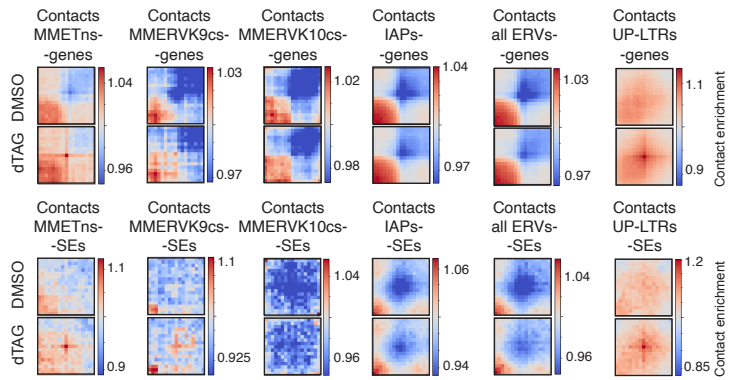 Contacts Contacts Contacts Contacts Contacts Contacts
MMETns- MMERVK9cs- MMERVK10cs- IAPs- all ERVs- UP-LTRs
-genes -genes -genes -genes -genes -genes
DMSO
dTAG
1.04 0.96
1.03 0.97
1.02 0.98
1.04 0.97
1.03 0.97
1.1 0.9
Contact enrichment
Contacts Contacts Contacts Contacts Contacts Contacts
MMETns- MMERVK9cs- MMERVK10cs- IAPs- all ERVs- UP-LTRs
-SEs -SEs -SEs -SEs -SEs -SEs
DMSO
dTAG
1.1 0.9
1.1 0.925
1.04 0.96
1.06 0.94
1.04 0.96
1.2 0.85
Contact enrichment